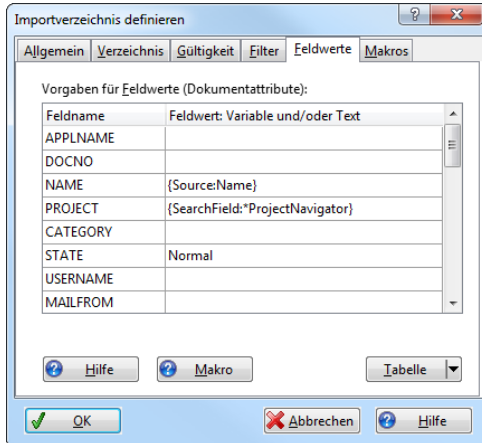 Importverzeichnis definieren
Allgemein Verzeichnis Gültigkeit Filter Feldwerte Makros
Vorgaben für Feldwerte (Dokumentattribute):
Feldname Feldwert: Variable und/oder Text
APPLNAME
DOCNO
NAME {Source:Name}
PROJECT {SearchField:*ProjectNavigator}
CATEGORY
STATE Normal
USERNAME
MAILFROM
Hilfe Makro Tabelle
OK Abbrechen Hilfe